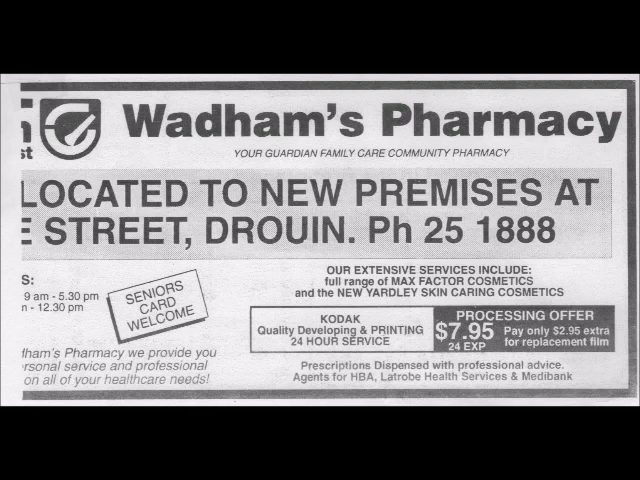 Wadham's Pharmacy
st
YOUR GUARDIAN FAMILY CARE COMMUNITY PHARMACY
LOCATED TO NEW PREMISES AT
E STREET, DROUIN. Ph 25 1888
S:
9 am - 5.30 pm
n - 12.30 pm
SENIORS
CARD
WELCOME
OUR EXTENSIVE SERVICES INCLUDE:
full range of MAX FACTOR COSMETICS
and the NEW YARDLEY SKIN CARING COSMETICS
KODAK
Quality Developing & PRINTING
24 HOUR SERVICE
PROCESSING OFFER
$7.95
24 EXP
Pay only $2.95 extra
for replacement film
ham's Pharmacy we provide you
rsonal service and professional
on all of your healthcare needs!
Prescriptions Dispensed with professional advice.
Agents for HBA, Latrobe Health Services & Medibank